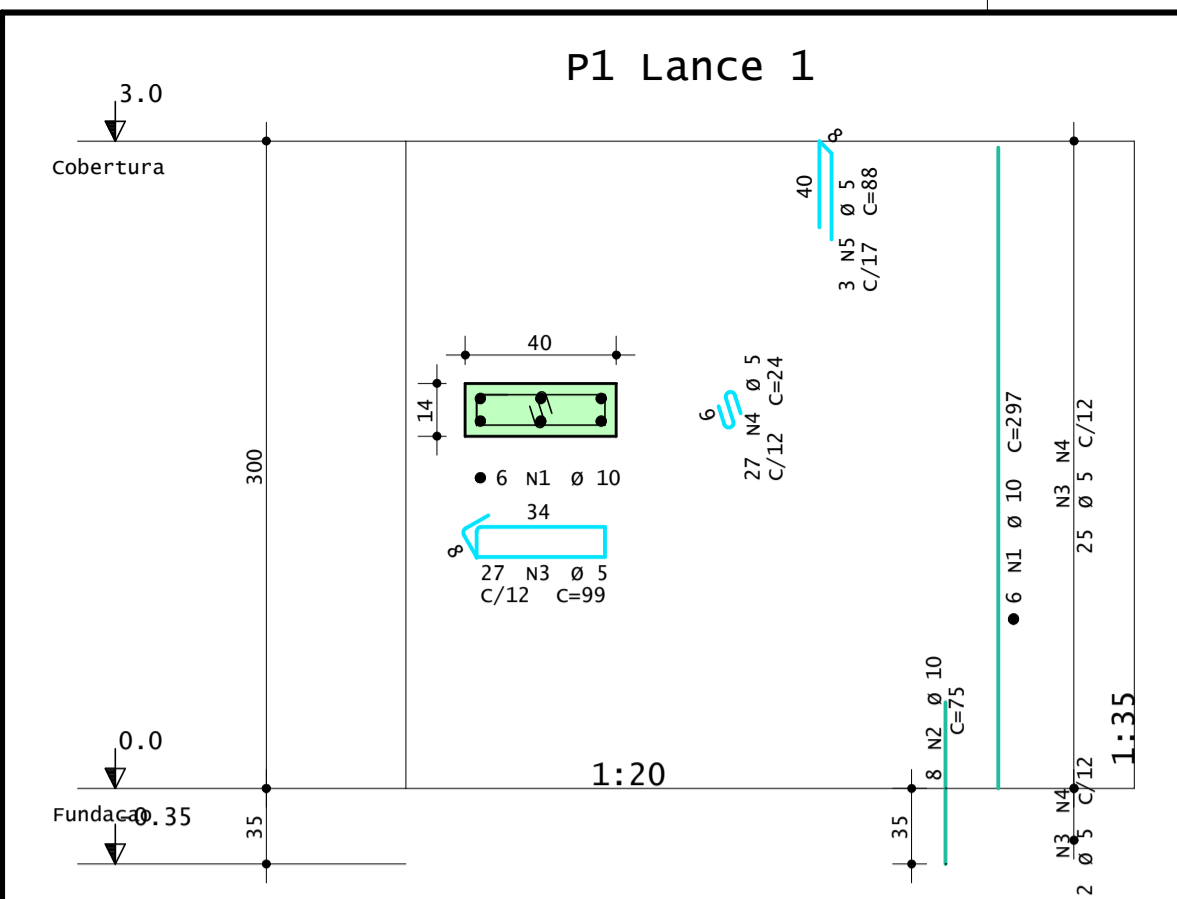 P1 Lance 1
3.0
Cobertura
300
40
14
6 N1 Ø 10
34
8
27 N3 Ø 5
C/12 C=99
8
40
3 N5 Ø 5
C/17 C=88
6
27 N4 Ø 5
C/12 C=24
6 N1 Ø 10 C=297
N3 N4
25 Ø 5 C/12
8 N2 Ø 10
C=75
1:35
0.0
Fundacao
-0.35
35
1:20
35
N3 N4
2 Ø 5 C/12